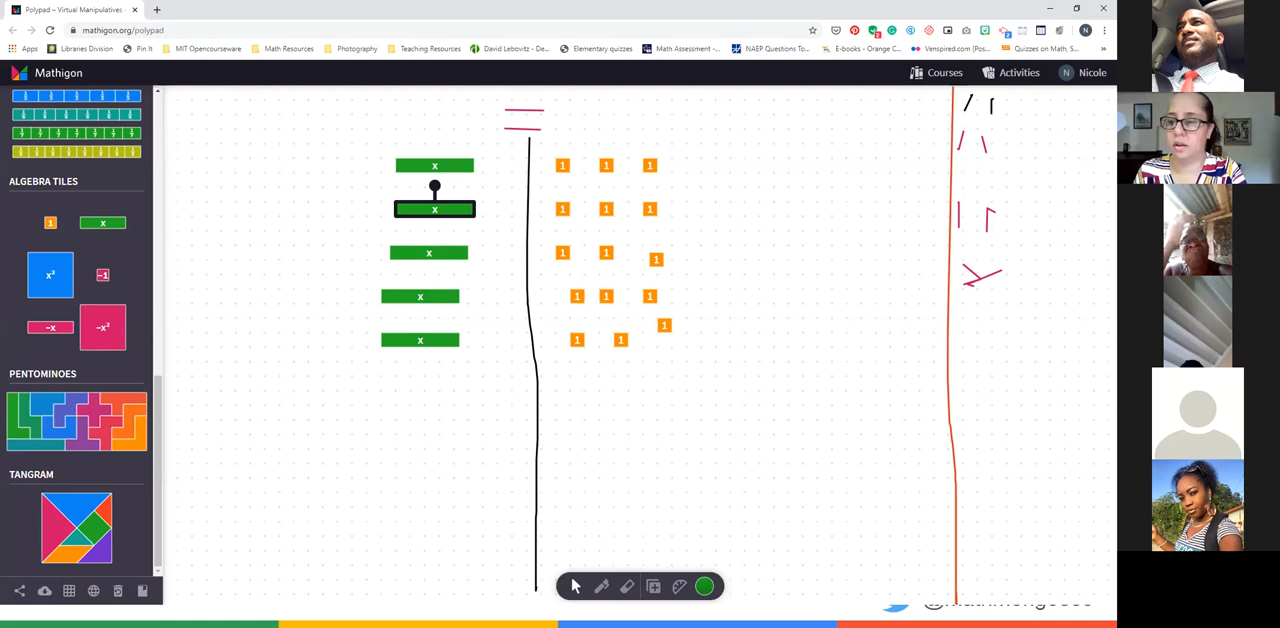 Polypad – Virtual Manipulatives
mathigon.org/polypad
Apps Libraries Division Pin It MIT Opencourseware Math Resources Photography Teaching Resources David Lebovitz - De... Elementary quizzes Math Assessment -... NAEP Questions To... E-books - Orange C... Venspired.com (Pos... Quizzes on Math, S... »
Mathigon Courses Activities N Nicole
ALGEBRA TILES
1 x
x² -1
-x -x²
PENTOMINOES
TANGRAM
x 1 1 1
x 1 1 1
x 1 1 1
x 1 1 1
1
x 1 1